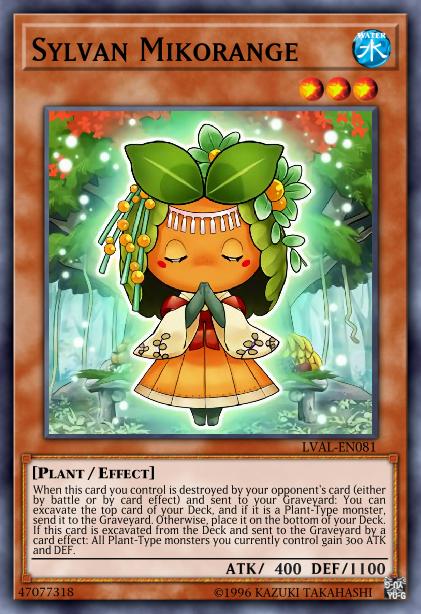 Sylvan Mikorange
WATER
水
LVAL-EN081
[Plant / Effect]
When this card you control is destroyed by your opponent's card (either
by battle or by card effect) and sent to your Graveyard: You can
excavate the top card of your Deck, and if it is a Plant-Type monster,
send it to the Graveyard. Otherwise, place it on the bottom of your Deck.
If this card is excavated from the Deck and sent to the Graveyard by a
card effect: All Plant-Type monsters you currently control gain 300 ATK
and DEF.
ATK/ 400 DEF/1100
47077318
©1996 KAZUKI TAKAHASHI